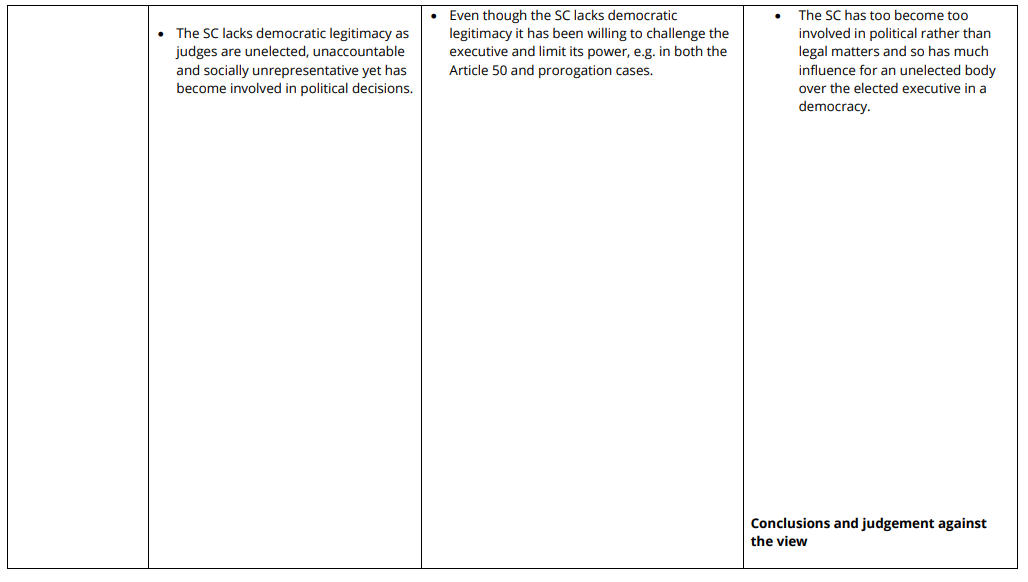 • The SC lacks democratic legitimacy as
judges are unelected, unaccountable
and socially unrepresentative yet has
become involved in political decisions.
• Even though the SC lacks democratic
legitimacy it has been willing to challenge the
executive and limit its power, e.g. in both the
Article 50 and prorogation cases.
• The SC has too become too
involved in political rather than
legal matters and so has much
influence for an unelected body
over the elected executive in a
democracy.
Conclusions and judgement against
the view